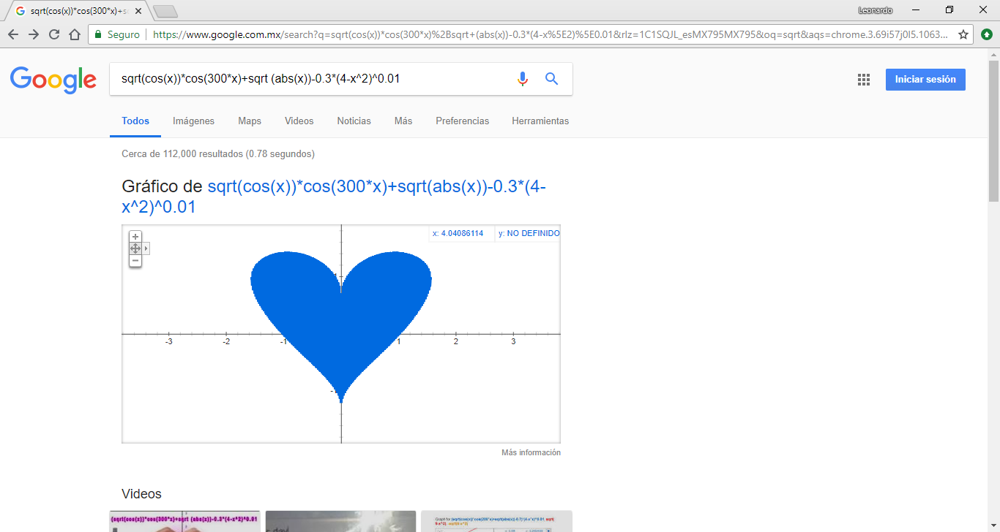 sqrt(cos(x))*cos(300*x)+s
Leonardo
Seguro
https://www.google.com.mx/search?q=sqrt(cos(x))*cos(300*x)%2Bsqrt+(abs(x))-0.3*(4-x%5E2)%5E0.01&rlz=1C1SQJL_esMX795MX795&oq=sqrt&aqs=chrome.3.69i57j0l5.1063...
Google
sqrt(cos(x))*cos(300*x)+sqrt (abs(x))-0.3*(4-x^2)^0.01
Iniciar sesión
Todos Imágenes Maps Videos Noticias Más Preferencias Herramientas
Cerca de 112,000 resultados (0.78 segundos)
Gráfico de sqrt(cos(x))*cos(300*x)+sqrt(abs(x))-0.3*(4-
x^2)^0.01
x: 4.04086114 y: NO DEFINIDO
-3 -2 -1 1 2 3
Más información
Videos
(sqrt(cos(x))*cos(300*x)+sqrt (abs(x))-0.3*(4-x^2)^0.01